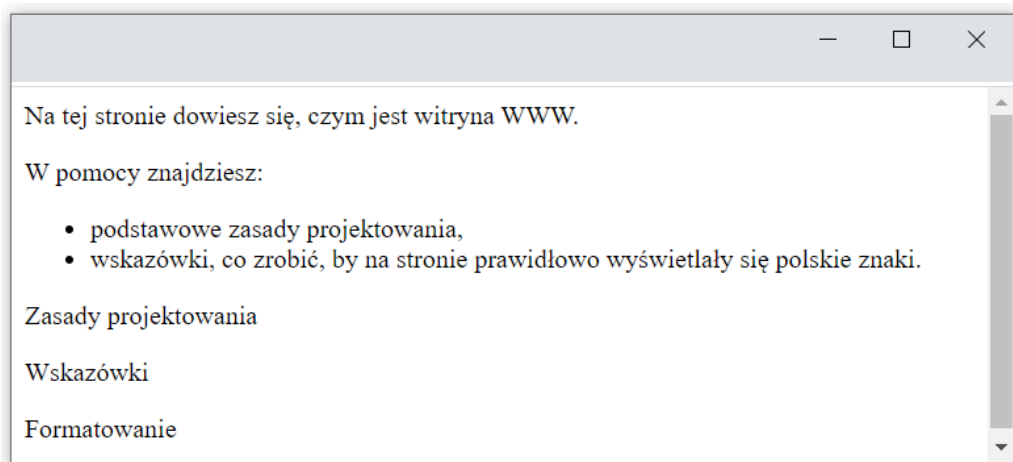 Na tej stronie dowiesz się, czym jest witryna WWW.
W pomocy znajdziesz:
• podstawowe zasady projektowania,
• wskazówki, co zrobić, by na stronie prawidłowo wyświetlały się polskie znaki.
Zasady projektowania
Wskazówki
Formatowanie